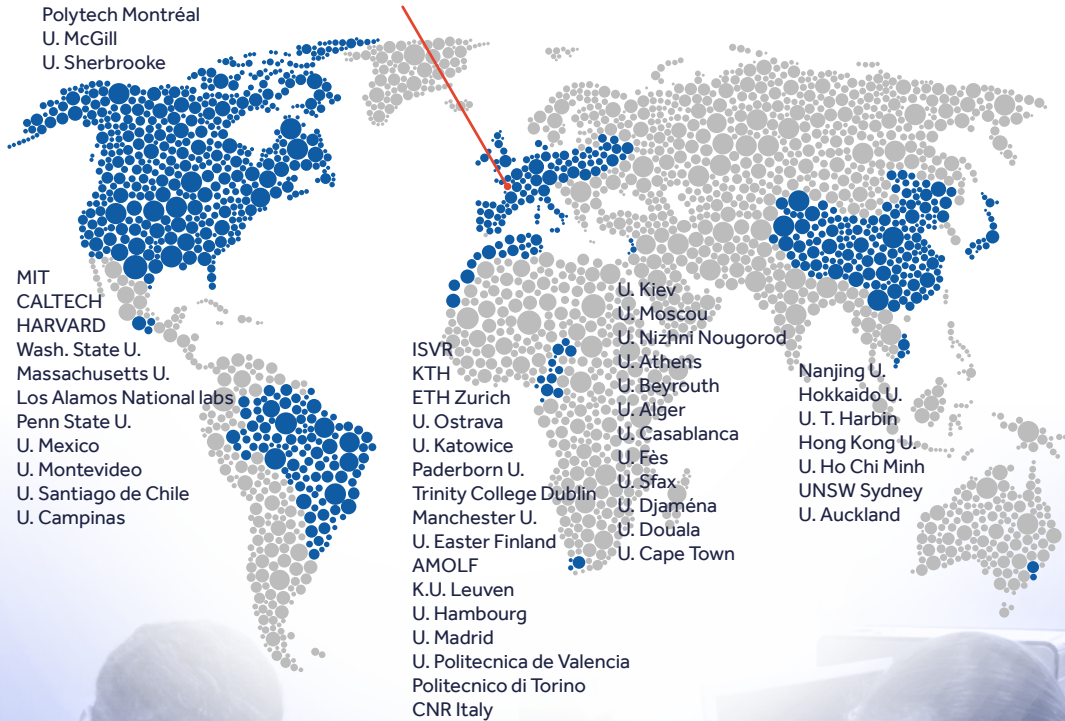 Polytech Montréal
U. McGill
U. Sherbrooke
MIT
CALTECH
HARVARD
Wash. State U.
Massachusetts U.
Los Alamos National labs
Penn State U.
U. Mexico
U. Montevideo
U. Santiago de Chile
U. Campinas
ISVR
KTH
ETH Zurich
U. Ostrava
U. Katowice
Paderborn U.
Trinity College Dublin
Manchester U.
U. Easter Finland
AMOLF
K.U. Leuven
U. Hambourg
U. Madrid
U. Politecnica de Valencia
Politecnico di Torino
CNR Italy
U. Kiev
U. Moscou
U. Nizhni Nougorod
U. Athens
U. Beyrouth
U. Alger
U. Casablanca
U. Fès
U. Sfax
U. Djaména
U. Douala
U. Cape Town
Nanjing U.
Hokkaido U.
U. T. Harbin
Hong Kong U.
U. Ho Chi Minh
UNSW Sydney
U. Auckland